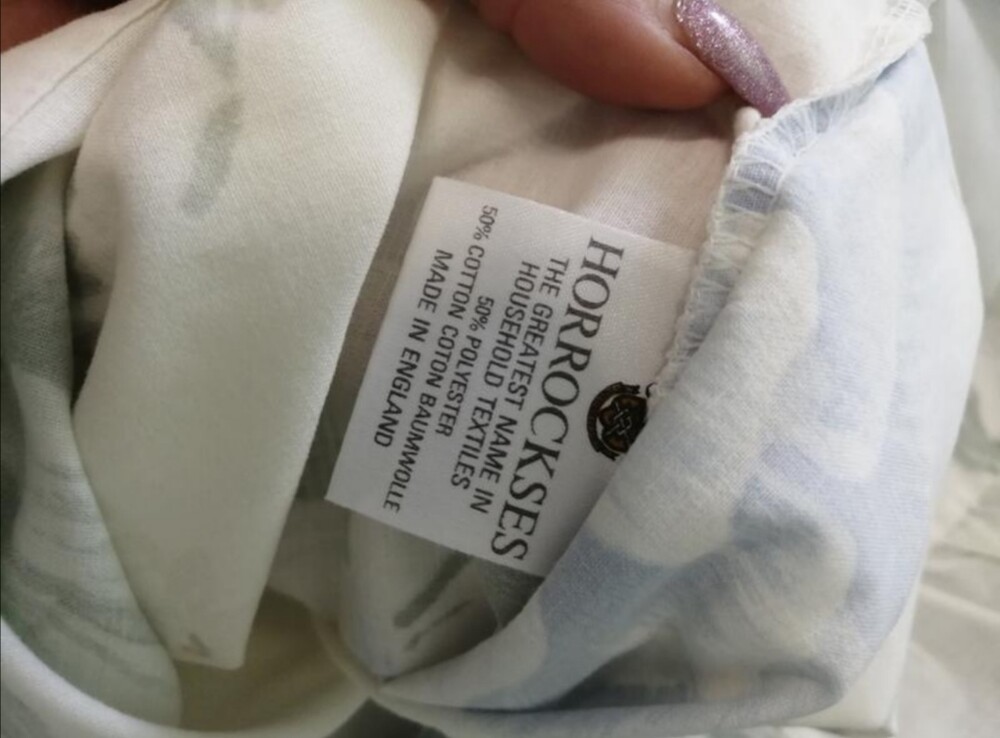 HORROCKSES
THE GREATEST NAME IN
HOUSEHOLD TEXTILES
50% POLYESTER
50% COTTON COTON BAUMWOLLE
MADE IN ENGLAND